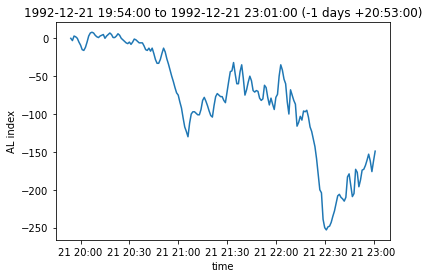 1992-12-21 19:54:00 to 1992-12-21 23:01:00 (-1 days +20:53:00)
0
−50
−100
−150
−200
−250
AL index
21 20:00 21 20:30 21 21:00 21 21:30 21 22:00 21 22:30 21 23:00
time